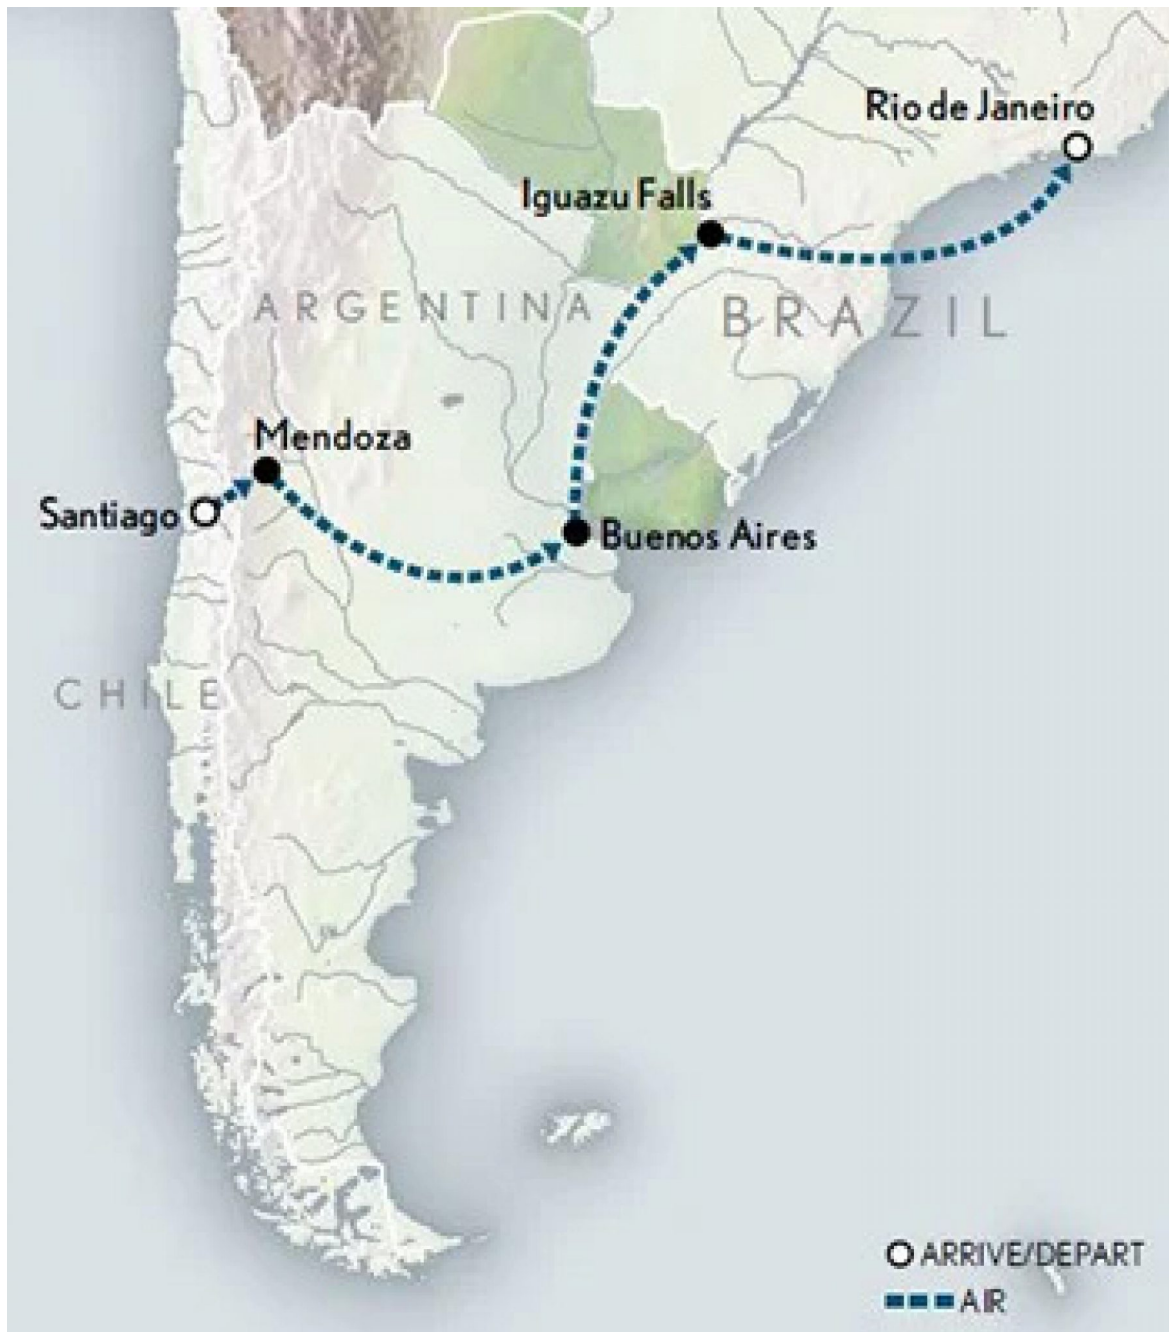 Rio de Janeiro
Iguazu Falls
ARGENTINA
BRAZIL
Mendoza
Santiago
Buenos Aires
CHILE
ARRIVE/DEPART
AIR